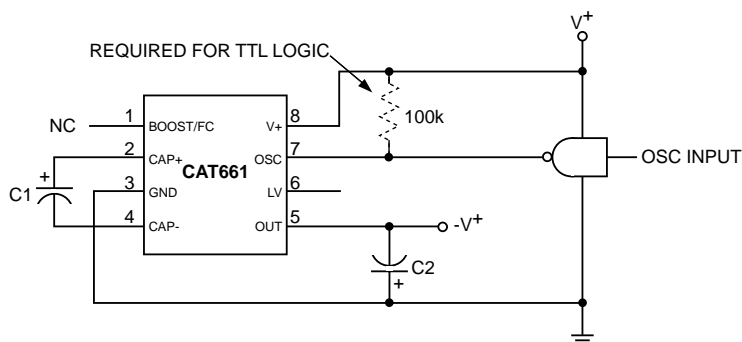 V+
REQUIRED FOR TTL LOGIC
NC
1
BOOST/FC
V+
8
100k
2
CAP+
OSC
7
OSC INPUT
CAT661
C1
+
3
GND
LV
6
4
CAP-
OUT
5
-V+
C2
+